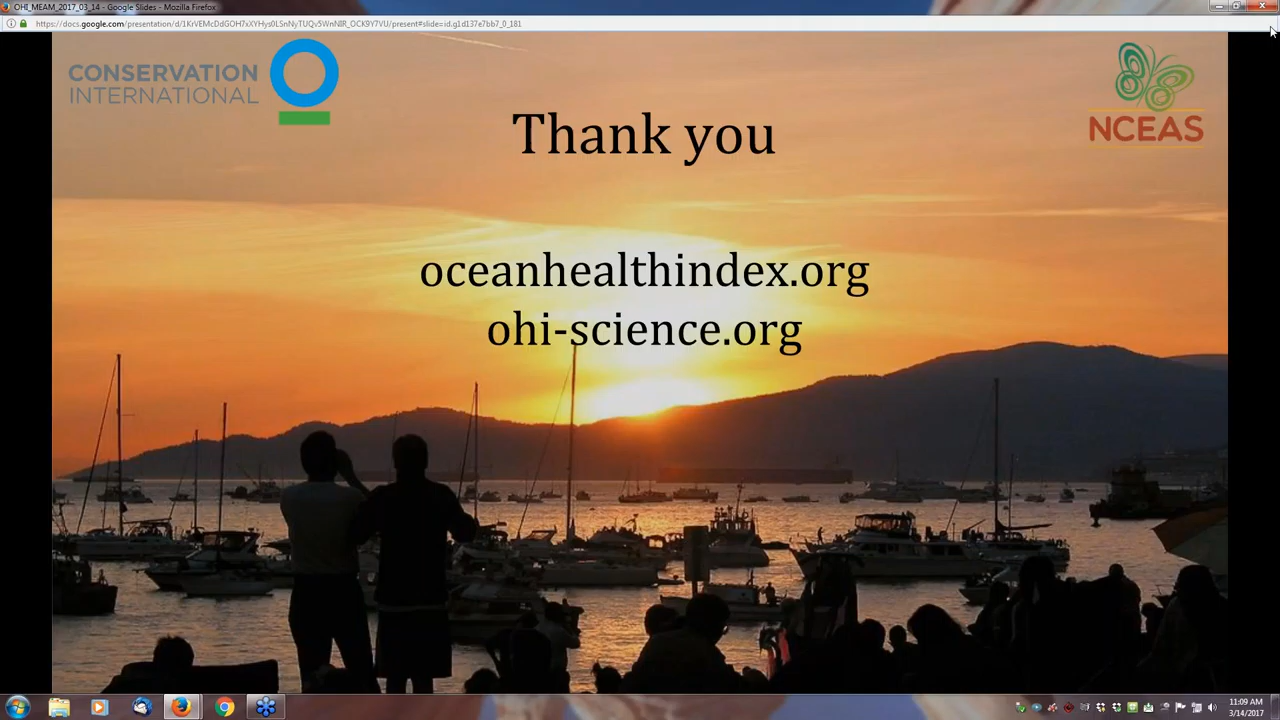 OHI_MEAM_2017_03_14 - Google Slides - Mozilla Firefox
CONSERVATION
INTERNATIONAL
NCEAS
Thank you
oceanhealthindex.org
ohi-science.org
11:09 AM
3/14/2017